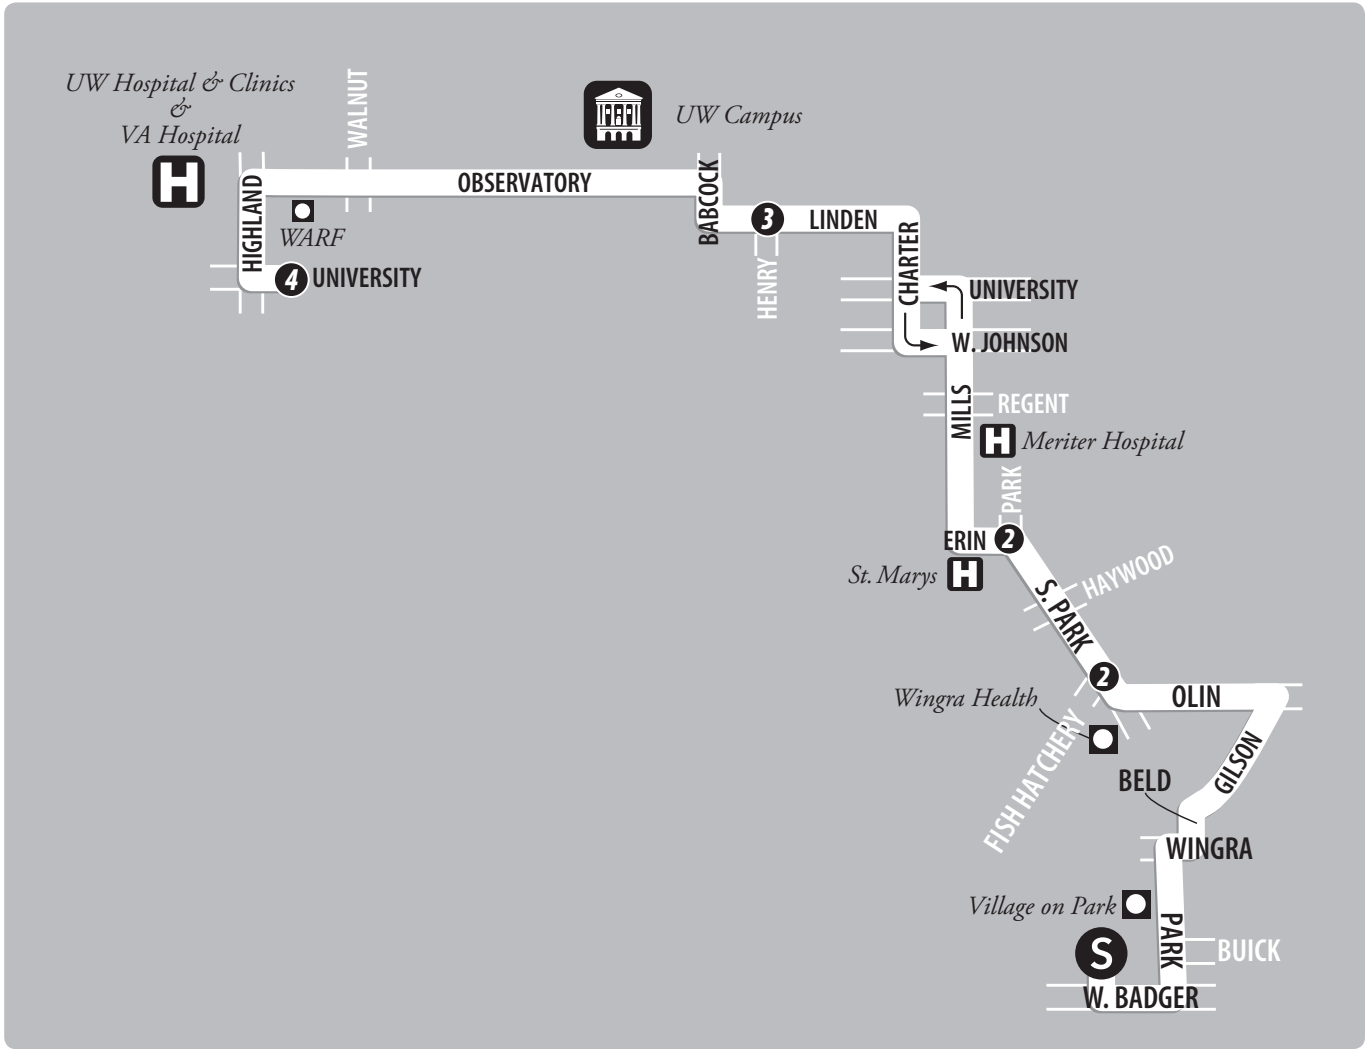 UW Hospital & Clinics
&
VA Hospital
H
WALNUT
UW Campus
OBSERVATORY
HIGHLAND
WARF
4
UNIVERSITY
BABCOCK
3
LINDEN
HENRY
CHARTER
UNIVERSITY
W. JOHNSON
MILLS
REGENT
H
Meriter Hospital
PARK
ERIN
2
St. Marys
H
HAYWOOD
S. PARK
2
Wingra Health
OLIN
FISH HATCHERY
GILSON
BELD
WINGRA
Village on Park
PARK
BUICK
S
W. BADGER